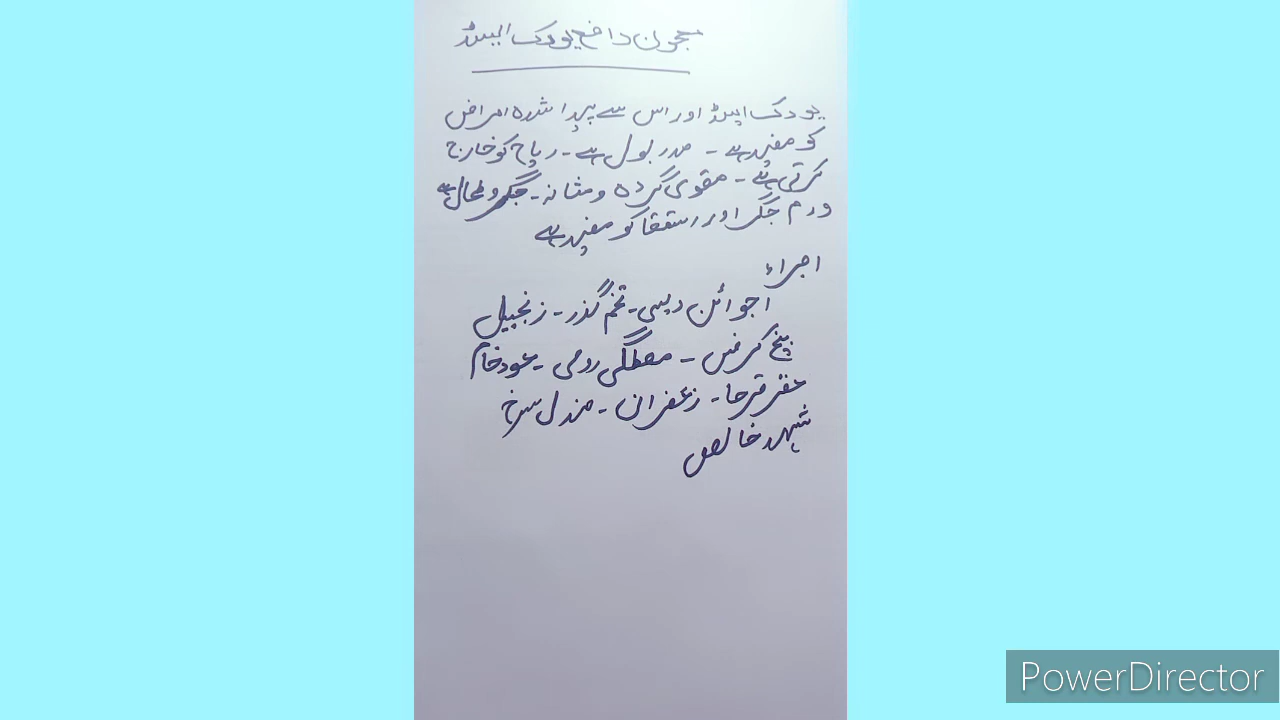 معجون دافع یورک ایسڈ
یورک ایسڈ اور اس سے پیدا شدہ امراض
کو مفید ہے ۔ مدر بول ہے ۔ ریاح کو خارج
کرتی ہے ۔ مقوی گردہ و مثانہ ۔ جگر و طحال ہے
ورم جگر اور استسقا کو مفید ہے
اجزاء
اجوائن دیسی ۔ تخم گذر ۔ زنجبیل
بیخ کرفس ۔ مصطگی رومی ۔ عود خام
عقرقرحا ۔ زعفران ۔ صندل سرخ
شہد خالص
PowerDirector